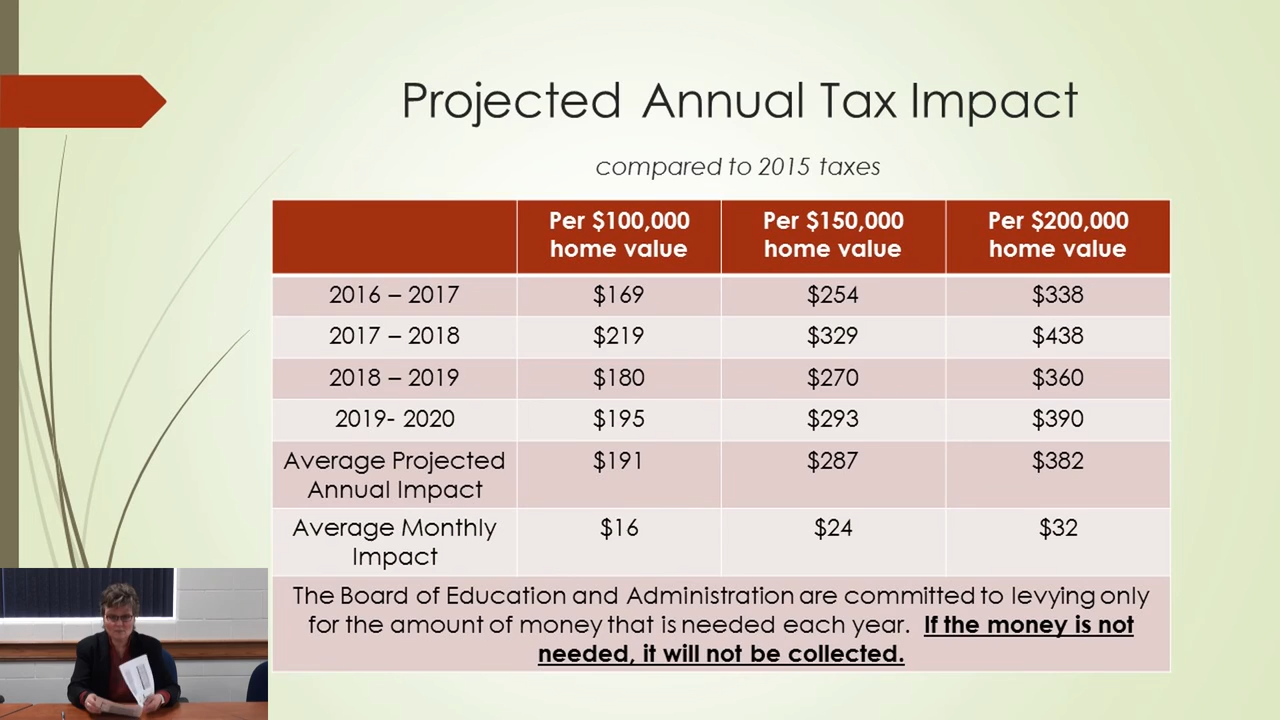 Projected Annual Tax Impact
compared to 2015 taxes
Per $100,000 home value
Per $150,000 home value
Per $200,000 home value
2016 – 2017 $169 $254 $338
2017 – 2018 $219 $329 $438
2018 – 2019 $180 $270 $360
2019- 2020 $195 $293 $390
Average Projected Annual Impact $191 $287 $382
Average Monthly Impact $16 $24 $32
The Board of Education and Administration are committed to levying only
for the amount of money that is needed each year. If the money is not
needed, it will not be collected.